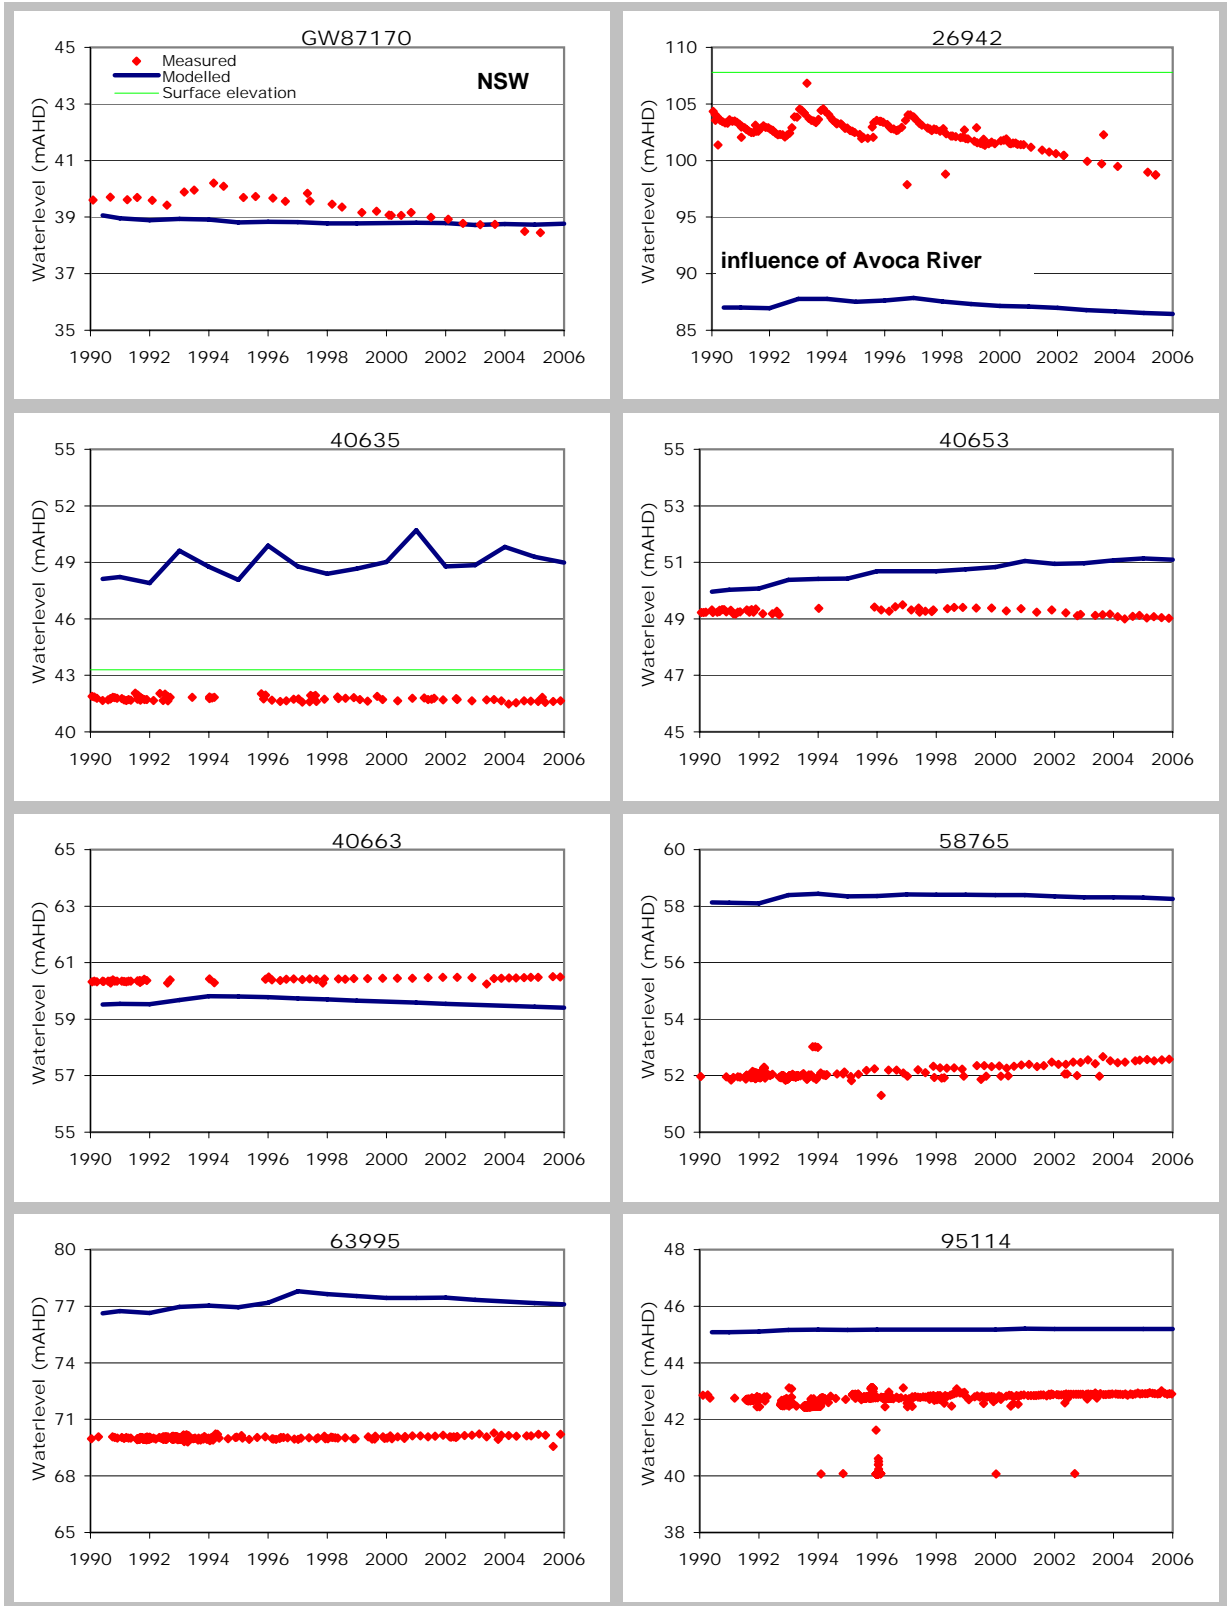 GW87170
Measured
Modelled
Surface elevation
NSW
Waterlevel (mAHD)
45
43
41
39
37
35
1990 1992 1994 1996 1998 2000 2002 2004 2006
26942
influence of Avoca River
Waterlevel (mAHD)
110
105
100
95
90
85
1990 1992 1994 1996 1998 2000 2002 2004 2006
40635
Waterlevel (mAHD)
55
52
49
46
43
40
1990 1992 1994 1996 1998 2000 2002 2004 2006
40653
Waterlevel (mAHD)
55
53
51
49
47
45
1990 1992 1994 1996 1998 2000 2002 2004 2006
40663
Waterlevel (mAHD)
65
63
61
59
57
55
1990 1992 1994 1996 1998 2000 2002 2004 2006
58765
Waterlevel (mAHD)
60
58
56
54
52
50
1990 1992 1994 1996 1998 2000 2002 2004 2006
63995
Waterlevel (mAHD)
80
77
74
71
68
65
1990 1992 1994 1996 1998 2000 2002 2004 2006
95114
Waterlevel (mAHD)
48
46
44
42
40
38
1990 1992 1994 1996 1998 2000 2002 2004 2006